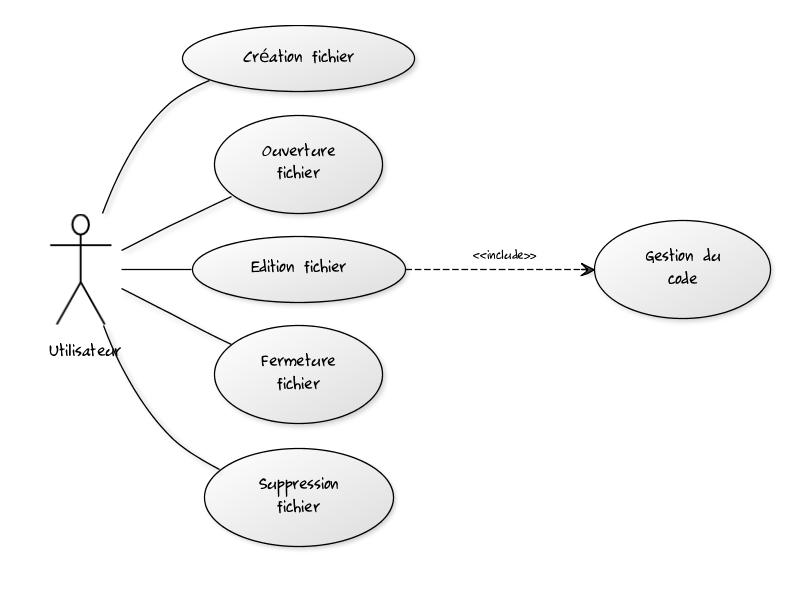 Création fichier
Ouverture
fichier
Edition fichier
<<include>>
Gestion du
code
Fermeture
fichier
Utilisateur
Suppression
fichier